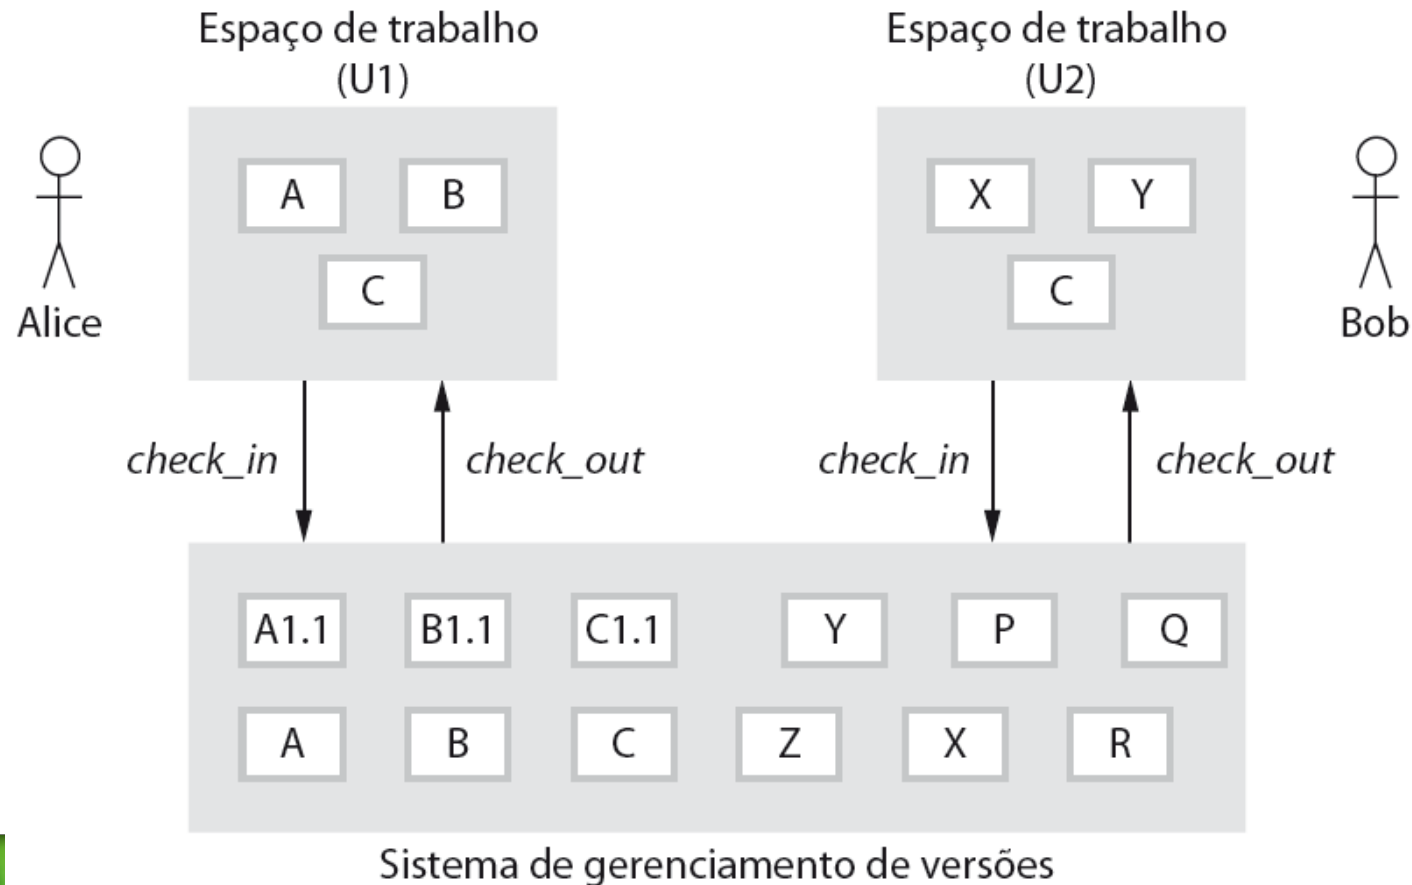 Espaço de trabalho
(U1)
Espaço de trabalho
(U2)
A
B
C
X
Y
C
Alice
Bob
check_in
check_out
check_in
check_out
A1.1
B1.1
C1.1
Y
P
Q
A
B
C
Z
X
R
Sistema de gerenciamento de versões